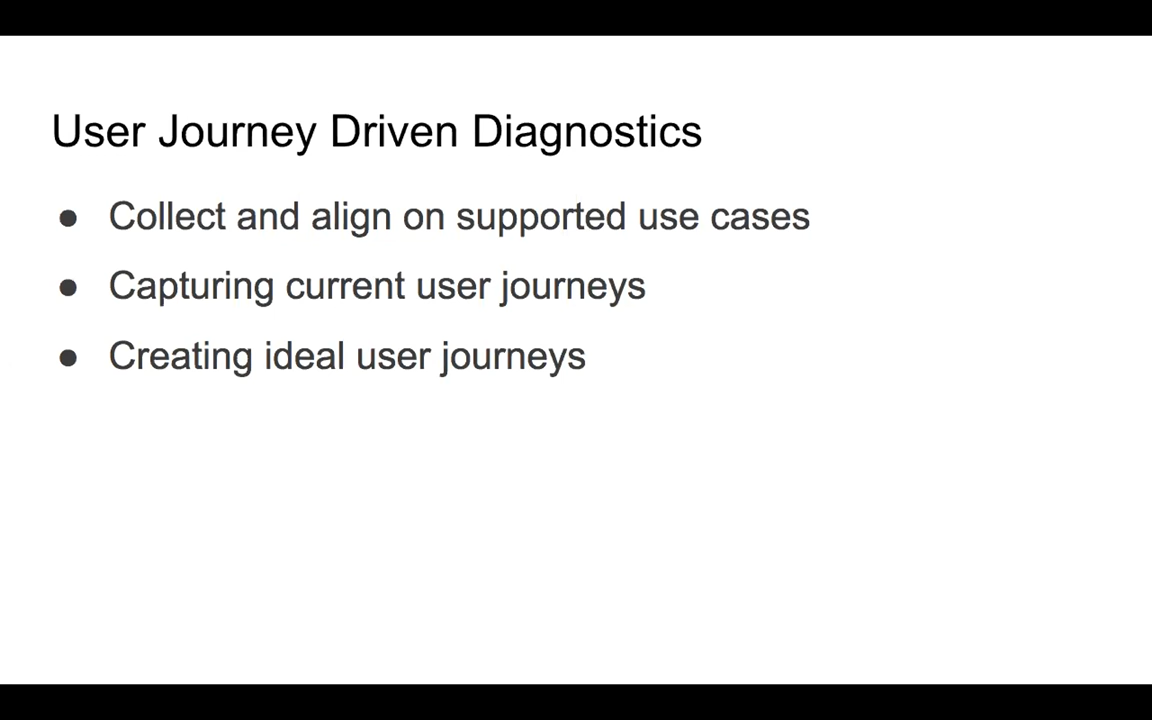 User Journey Driven Diagnostics
● Collect and align on supported use cases
● Capturing current user journeys
● Creating ideal user journeys